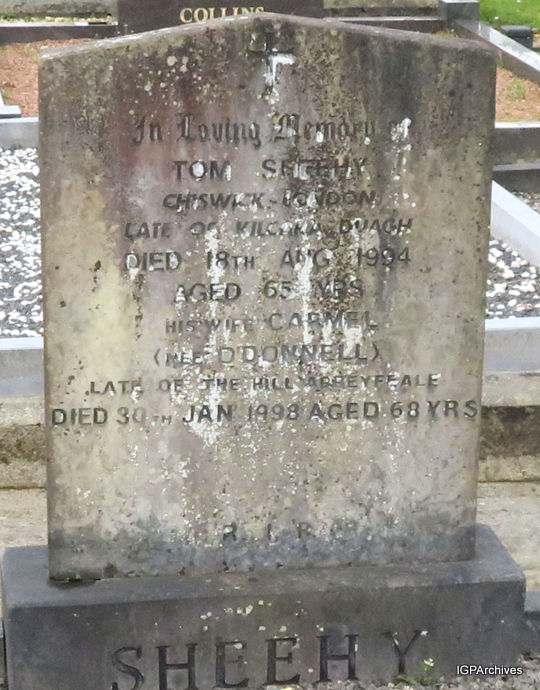 COLLINS
In Loving Memory of
TOM SHEEHY
CHISWICK - LONDON
LATE OF KILCARA DUAGH
DIED 18TH AUG 1994
AGED 65 YRS
HIS WIFE CARMEL
(NEE O'DONNELL)
LATE OF THE HILL ABBEYFEALE
DIED 30TH JAN 1998 AGED 68 YRS
R.I.P.
SHEEHY
IGPArchives